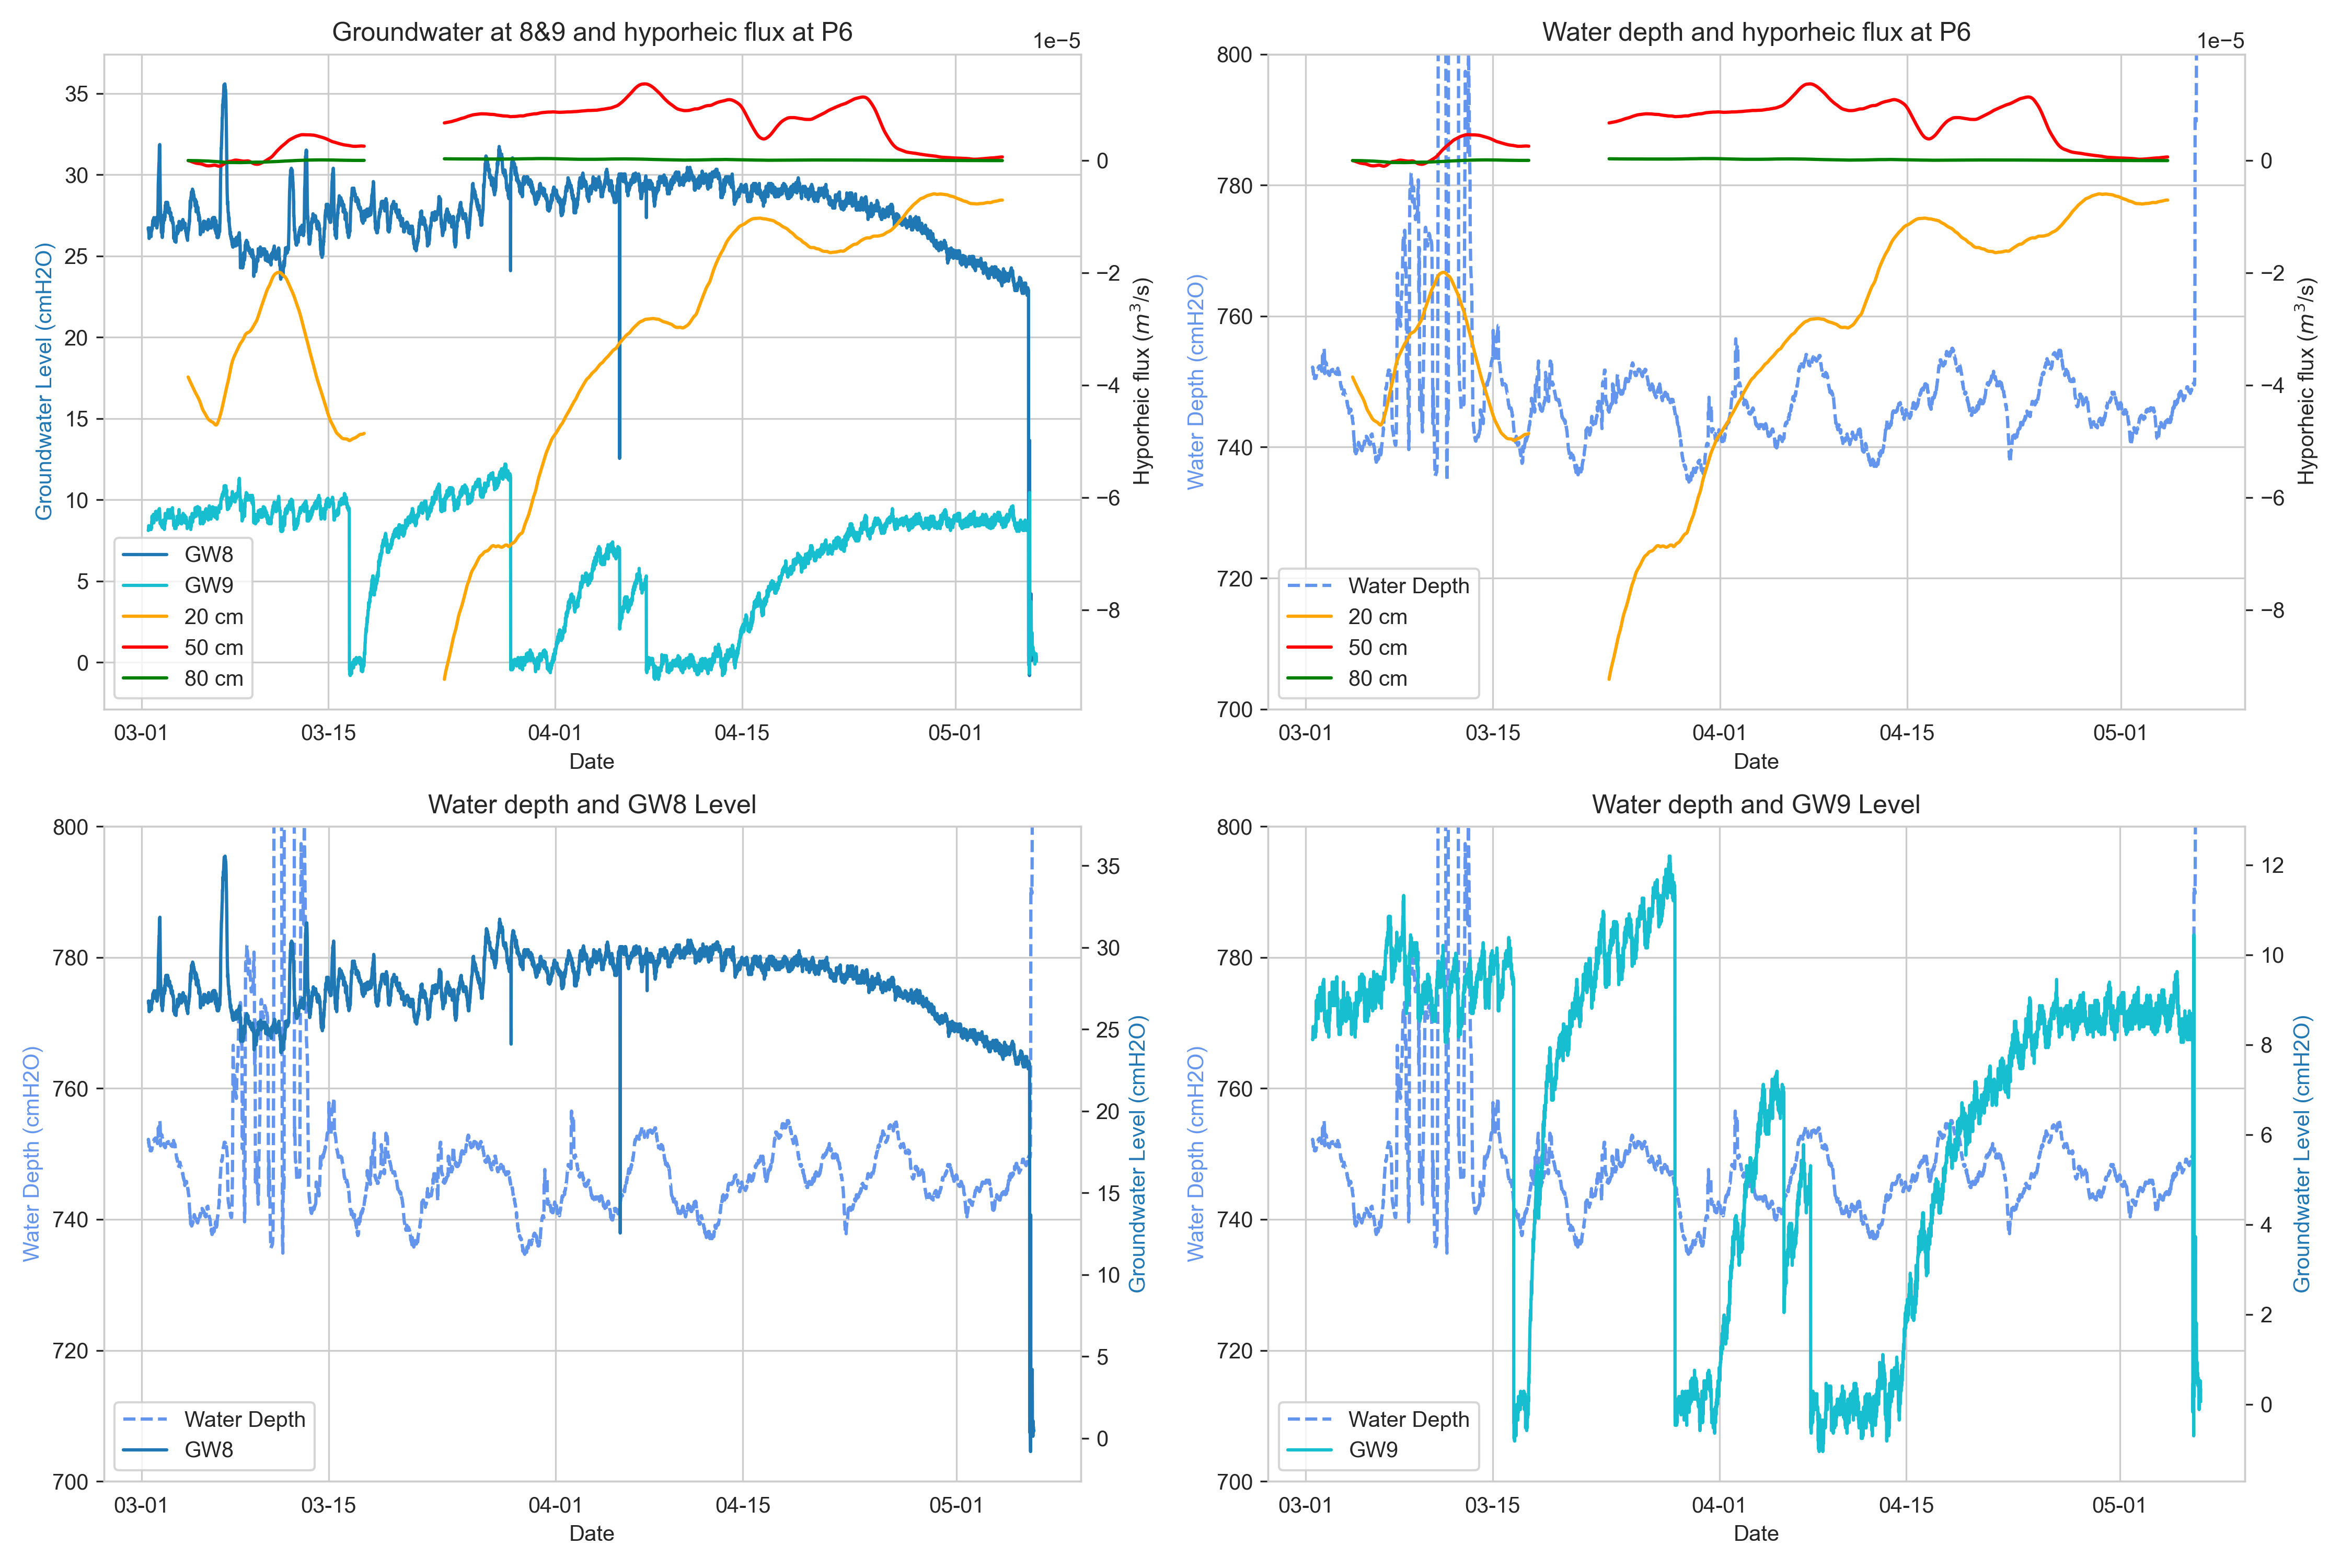 Groundwater at 8&9 and hyporheic flux at P6
1e−5
35
30
25
20
15
10
5
0
Groundwater Level (cmH2O)
0
−2
−4
−6
−8
Hyporheic flux (m³/s)
GW8
GW9
20 cm
50 cm
80 cm
03-01
03-15
04-01
04-15
05-01
Date
Water depth and hyporheic flux at P6
1e−5
800
780
760
740
720
700
Water Depth (cmH2O)
0
−2
−4
−6
−8
Hyporheic flux (m³/s)
Water Depth
20 cm
50 cm
80 cm
03-01
03-15
04-01
04-15
05-01
Date
Water depth and GW8 Level
800
780
760
740
720
700
Water Depth (cmH2O)
35
30
25
20
15
10
5
0
Groundwater Level (cmH2O)
Water Depth
GW8
03-01
03-15
04-01
04-15
05-01
Date
Water depth and GW9 Level
800
780
760
740
720
700
Water Depth (cmH2O)
12
10
8
6
4
2
0
Groundwater Level (cmH2O)
Water Depth
GW9
03-01
03-15
04-01
04-15
05-01
Date